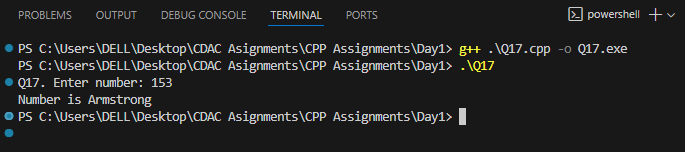 PROBLEMS OUTPUT DEBUG CONSOLE TERMINAL PORTS powershell
PS C:\Users\DELL\Desktop\CDAC Asignments\CPP Assignments\Day1> g++ .\Q17.cpp -o Q17.exe
PS C:\Users\DELL\Desktop\CDAC Asignments\CPP Assignments\Day1> .\Q17
Q17. Enter number: 153
Number is Armstrong
PS C:\Users\DELL\Desktop\CDAC Asignments\CPP Assignments\Day1>